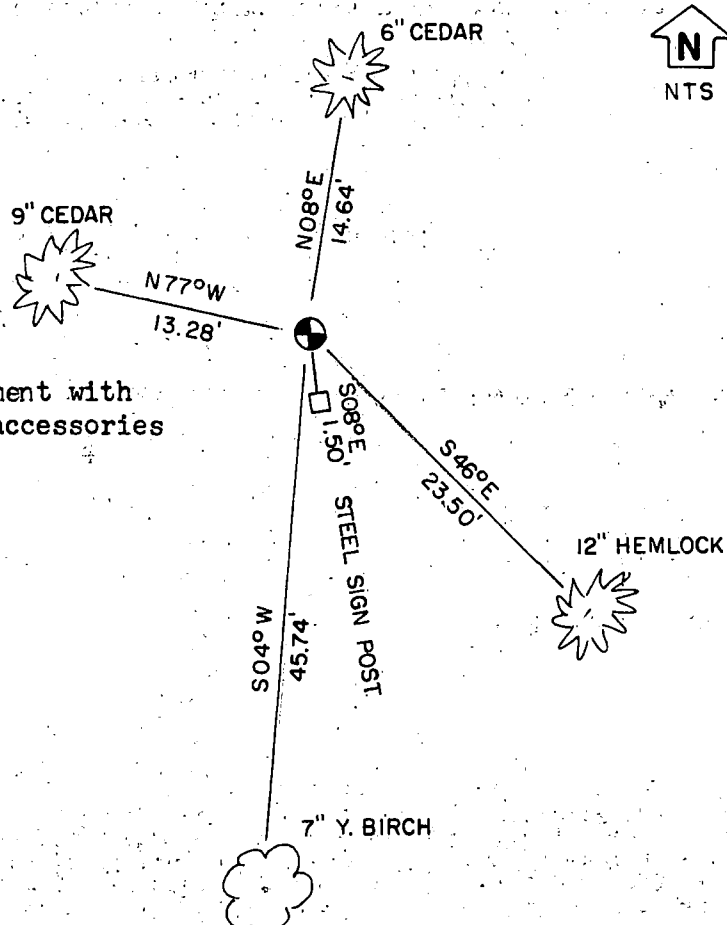 6" CEDAR
N
NTS
9" CEDAR
N08°E
14.64'
N77°W
13.28'
with
accessories
S08°E
1.50'
STEEL SIGN POST
S46°E
23.50'
12" HEMLOCK
S04°W
45.74'
7" Y. BIRCH